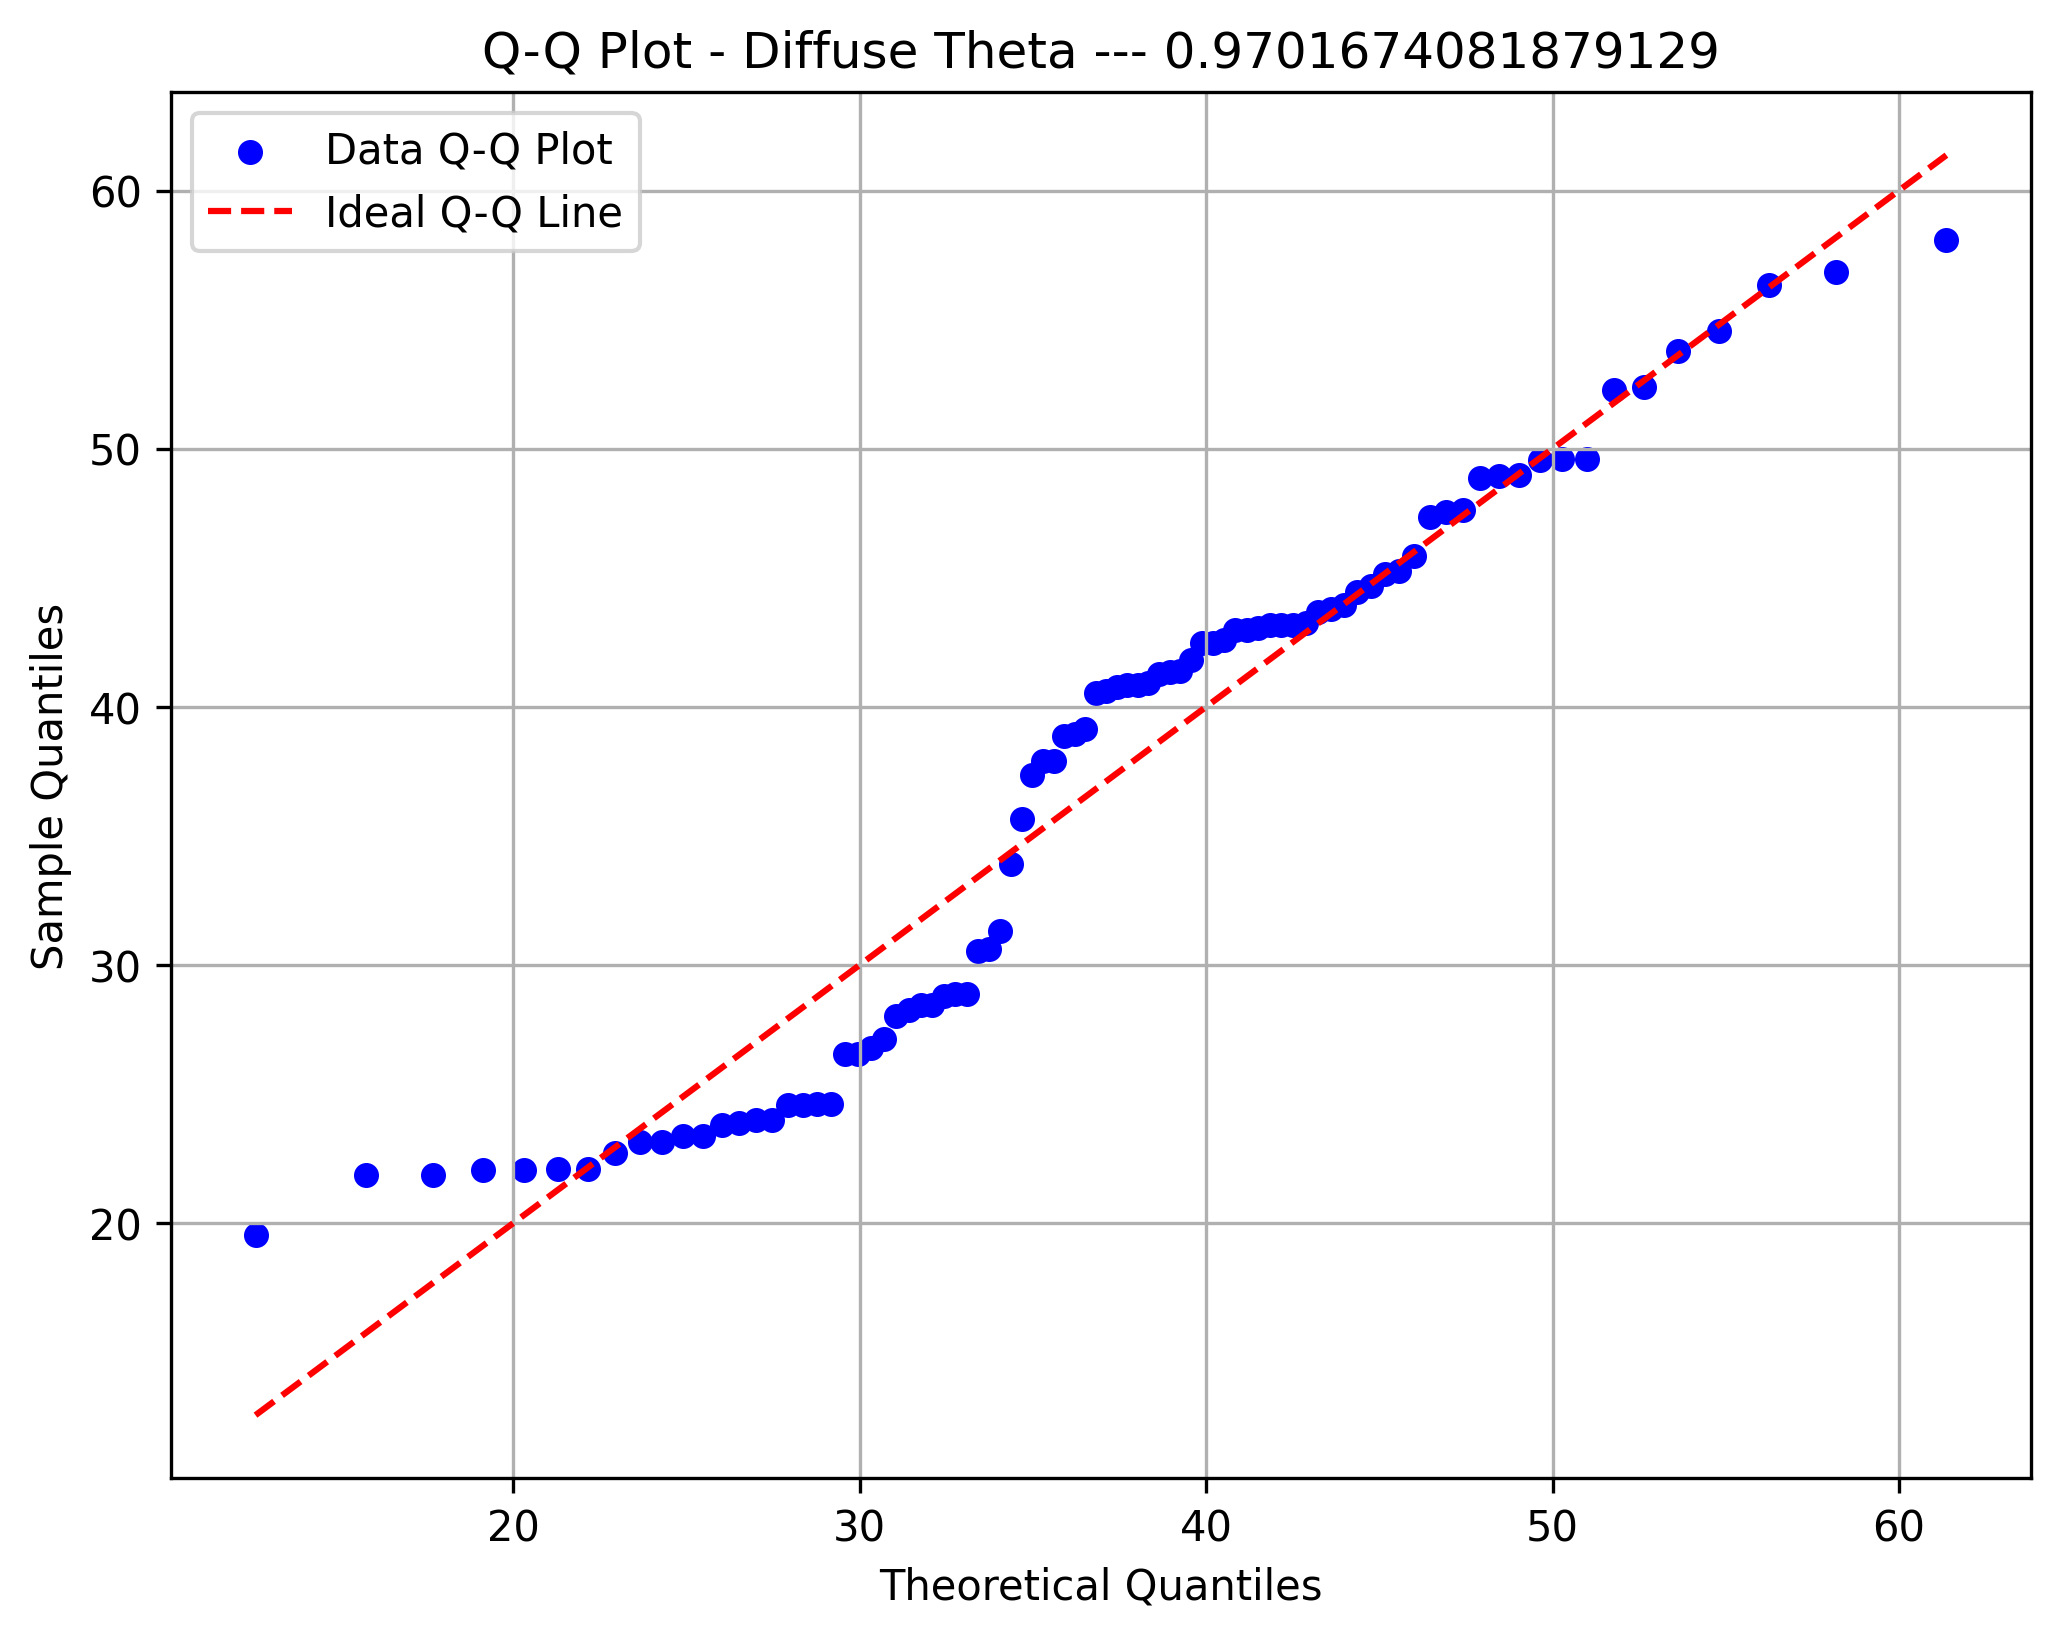 Q-Q Plot - Diffuse Theta --- 0.9701674081879129
Data Q-Q Plot
Ideal Q-Q Line
60
50
40
30
20
Sample Quantiles
20 30 40 50 60
Theoretical Quantiles